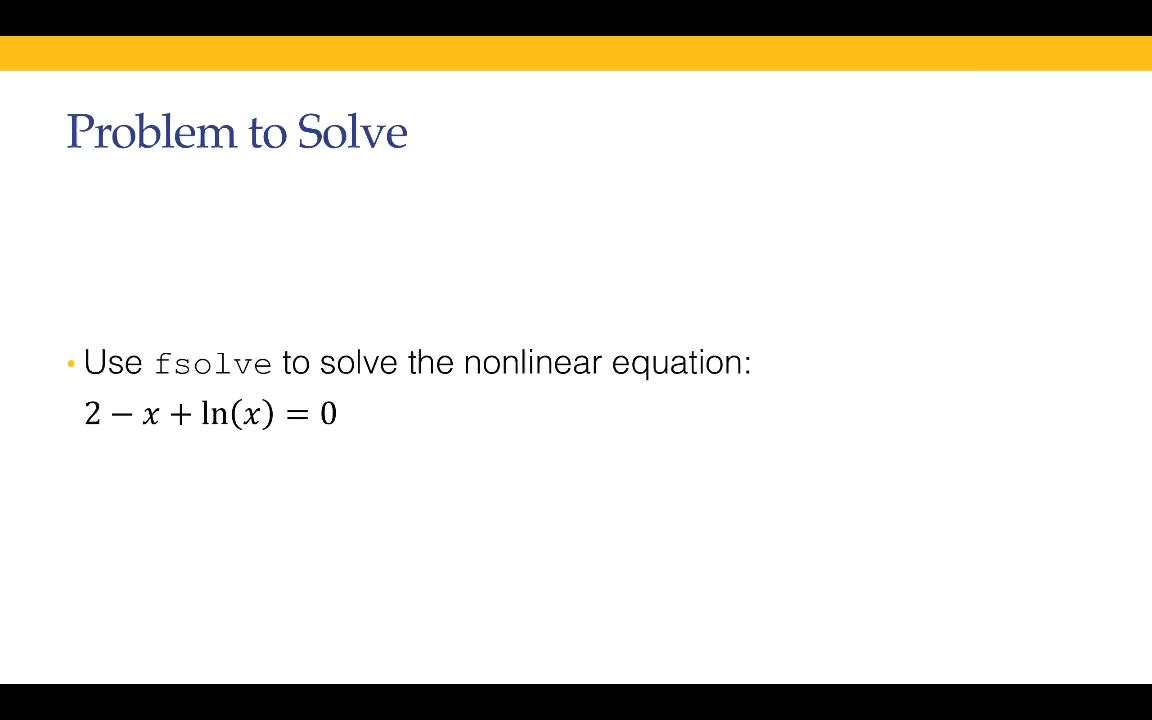 Problem to Solve
• Use fsolve to solve the nonlinear equation:
2 − x + ln(x) = 0